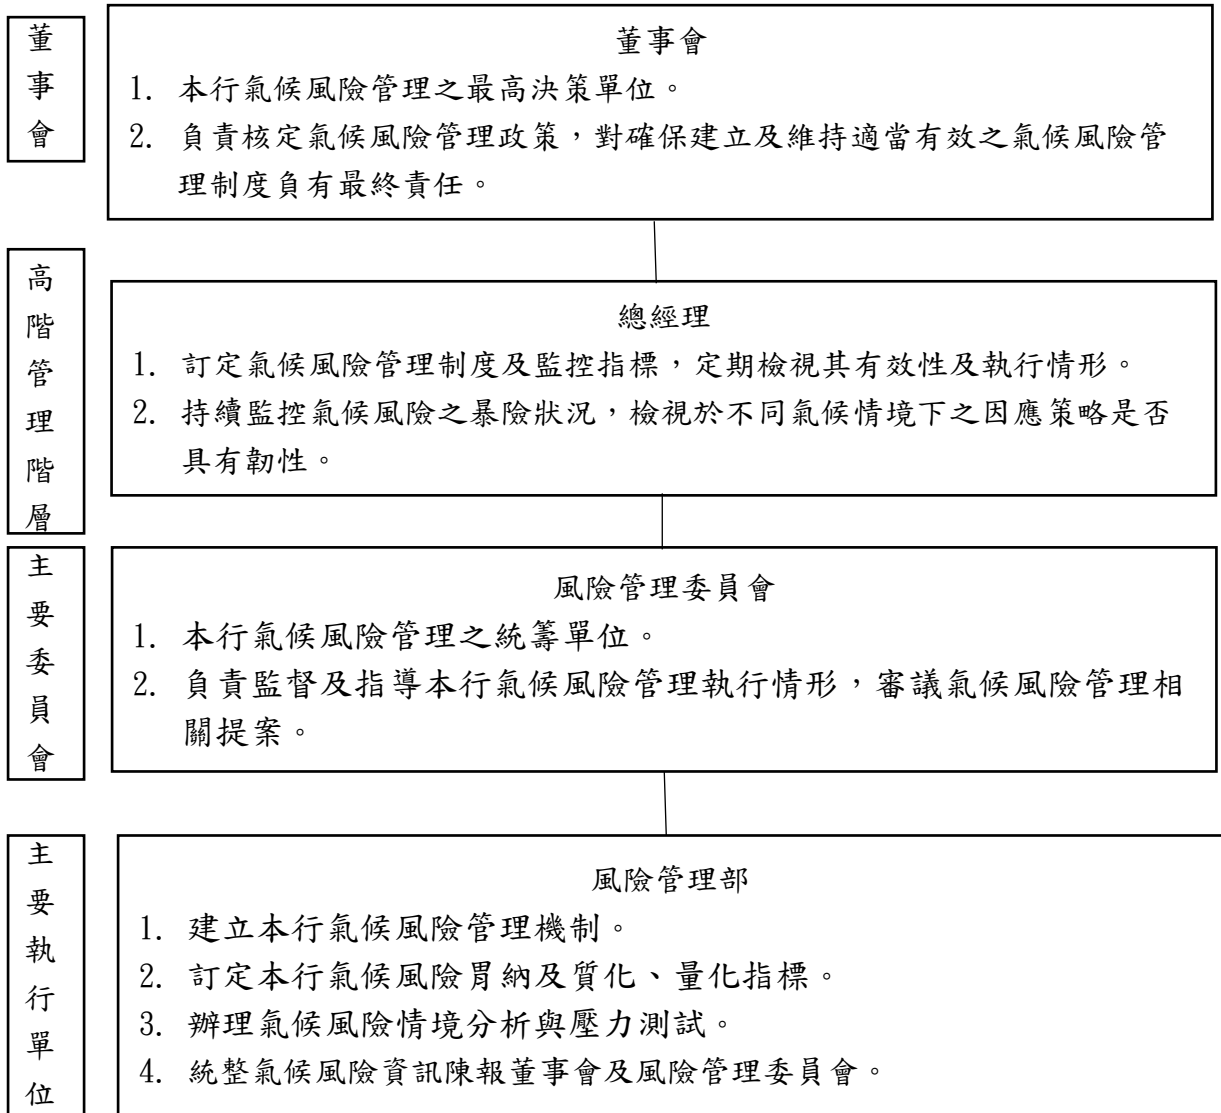 董事會
董事會
1. 本行氣候風險管理之最高決策單位。
2. 負責核定氣候風險管理政策，對確保建立及維持適當有效之氣候風險管
理制度負有最終責任。
高階管理階層
總經理
1. 訂定氣候風險管理制度及監控指標，定期檢視其有效性及執行情形。
2. 持續監控氣候風險之暴險狀況，檢視於不同氣候情境下之因應策略是否
具有韌性。
主要委員會
風險管理委員會
1. 本行氣候風險管理之統籌單位。
2. 負責監督及指導本行氣候風險管理執行情形，審議氣候風險管理相
關提案。
主要執行單位
風險管理部
1. 建立本行氣候風險管理機制。
2. 訂定本行氣候風險胃納及質化、量化指標。
3. 辦理氣候風險情境分析與壓力測試。
4. 統整氣候風險資訊陳報董事會及風險管理委員會。